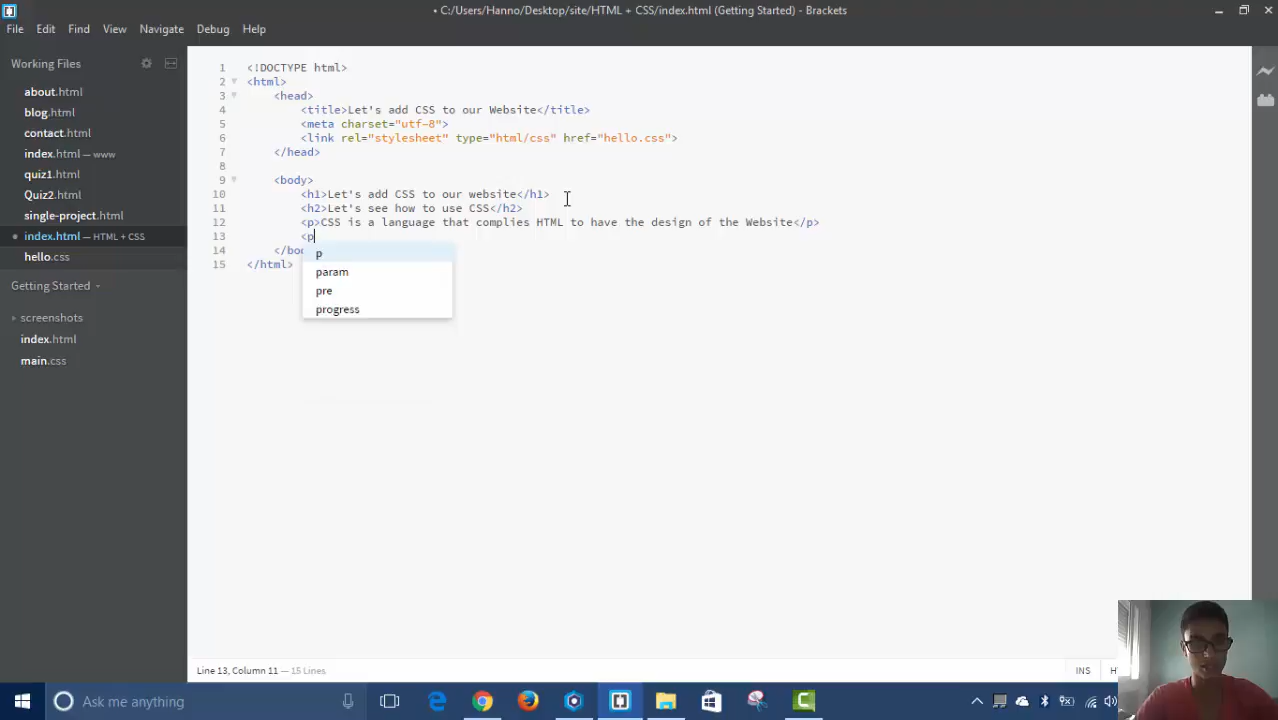 • C:/Users/Hanno/Desktop/site/HTML + CSS/index.html (Getting Started) - Brackets
File Edit Find View Navigate Debug Help
Working Files
about.html
blog.html
contact.html
index.html — www
quiz1.html
Quiz2.html
single-project.html
index.html — HTML + CSS
hello.css
Getting Started
screenshots
index.html
main.css
1 <!DOCTYPE html>
2 <html>
3 <head>
4 <title>Let's add CSS to our Website</title>
5 <meta charset="utf-8">
6 <link rel="stylesheet" type="html/css" href="hello.css">
7 </head>
8
9 <body>
10 <h1>Let's add CSS to our website</h1>
11 <h2>Let's see how to use CSS</h2>
12 <p>CSS is a language that complies HTML to have the design of the Website</p>
13 <p
14 </bo
15 </html>
p
param
pre
progress
Line 13, Column 11 — 15 Lines
INS
Ask me anything